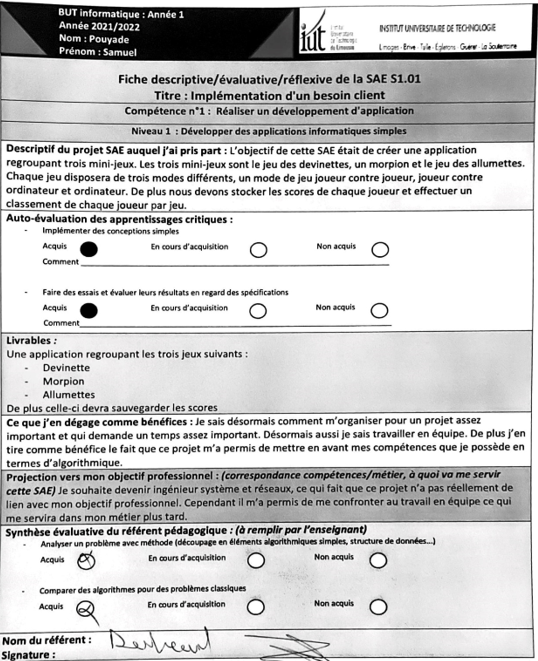 BUT informatique : Année 1
Année 2021/2022
Nom : Pouyade
Prénom : Samuel
iut
INSTITUT UNIVERSITAIRE DE TECHNOLOGIE
Limoges - Brive - Tulle - Egletons - Guéret - La Souterraine
Fiche descriptive/évaluative/réflexive de la SAE S1.01
Titre : Implémentation d'un besoin client
Compétence n°1 : Réaliser un développement d'application
Niveau 1 : Développer des applications informatiques simples
Descriptif du projet SAE auquel j'ai pris part : L'objectif de cette SAE était de créer une application
regroupant trois mini-jeux. Les trois mini-jeux sont le jeu des devinettes, un morpion et le jeu des allumettes.
Chaque jeu disposera de trois modes différents, un mode de jeu joueur contre joueur, joueur contre
ordinateur et ordinateur. De plus nous devons stocker les scores de chaque joueur et effectuer un
classement de chaque joueur par jeu.
Auto-évaluation des apprentissages critiques :
- Implémenter des conceptions simples
Acquis En cours d'acquisition Non acquis
Comment
- Faire des essais et évaluer leurs résultats en regard des spécifications
Acquis En cours d'acquisition Non acquis
Comment
Livrables :
Une application regroupant les trois jeux suivants :
- Devinette
- Morpion
- Allumettes
De plus celle-ci devra sauvegarder les scores
Ce que j'en dégage comme bénéfices : Je sais désormais comment m'organiser pour un projet assez
important et qui demande un temps assez important. Désormais aussi je sais travailler en équipe. De plus j'en
tire comme bénéfice le fait que ce projet m'a permis de mettre en avant mes compétences que je possède en
termes d'algorithmique.
Projection vers mon objectif professionnel : (correspondance compétences/métier, à quoi va me servir
cette SAE) Je souhaite devenir ingénieur système et réseaux, ce qui fait que ce projet n'a pas réellement de
lien avec mon objectif professionnel. Cependant il m'a permis de me confronter au travail en équipe ce qui
me servira dans mon métier plus tard.
Synthèse évaluative du référent pédagogique : (à remplir par l'enseignant)
- Analyser un problème avec méthode (découpage en éléments algorithmiques simples, structure de données...)
Acquis En cours d'acquisition Non acquis
- Comparer des algorithmes pour des problèmes classiques
Acquis En cours d'acquisition Non acquis
Nom du référent :
Signature :